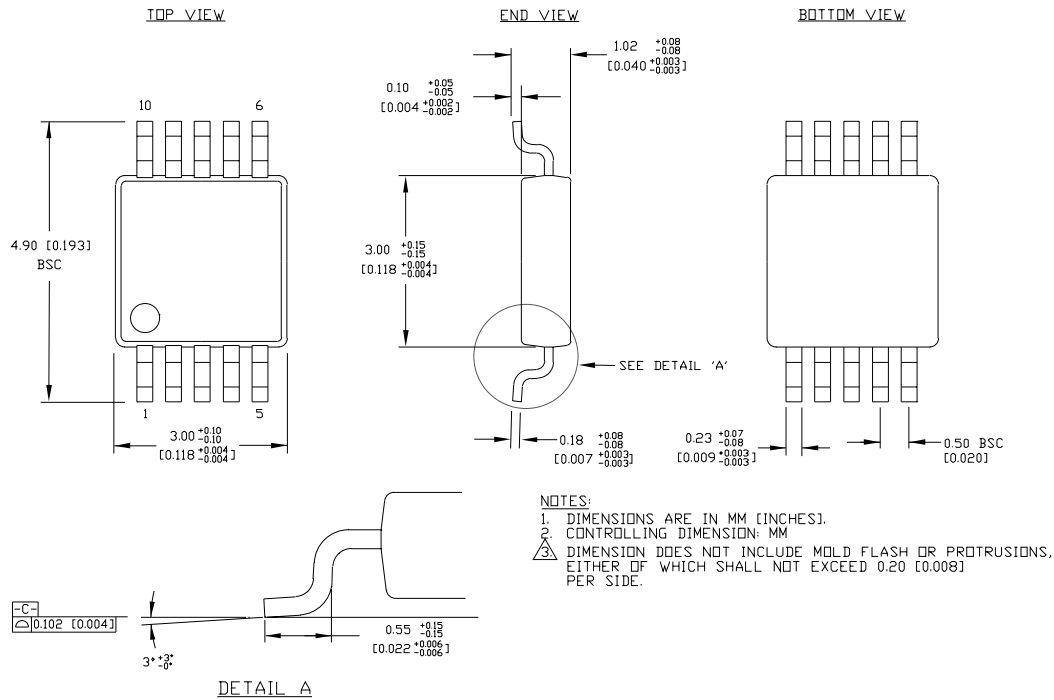 TOP VIEW
END VIEW
BOTTOM VIEW
1.02 +0.08 -0.08
[0.040 +0.003 -0.003]
0.10 +0.05 -0.05
[0.004 +0.002 -0.002]
10
6
4.90 [0.193]
BSC
3.00 +0.15 -0.15
[0.118 +0.004 -0.004]
SEE DETAIL 'A'
1
5
3.00 +0.10 -0.10
[0.118 +0.004 -0.004]
0.18 +0.08 -0.08
[0.007 +0.003 -0.003]
0.23 +0.07 -0.08
[0.009 +0.003 -0.003]
0.50 BSC
[0.020]
NOTES:
1. DIMENSIONS ARE IN MM [INCHES].
2. CONTROLLING DIMENSION: MM
3. DIMENSION DOES NOT INCLUDE MOLD FLASH OR PROTRUSIONS,
EITHER OF WHICH SHALL NOT EXCEED 0.20 [0.008]
PER SIDE.
-C-
0.102 [0.004]
3° +3° -0°
0.55 +0.15 -0.15
[0.022 +0.006 -0.006]
DETAIL A